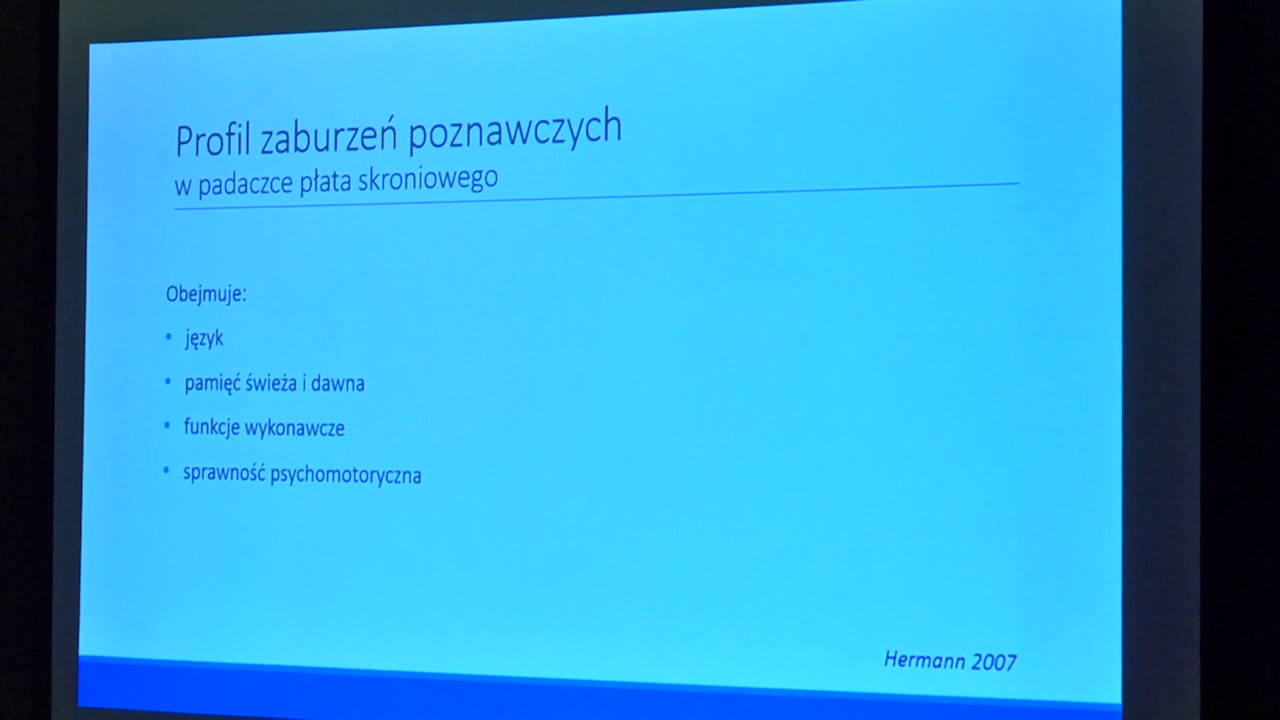 Profil zaburzeń poznawczych
w padaczce płata skroniowego
Obejmuje:
• język
• pamięć świeża i dawna
• funkcje wykonawcze
• sprawność psychomotoryczna
Hermann 2007